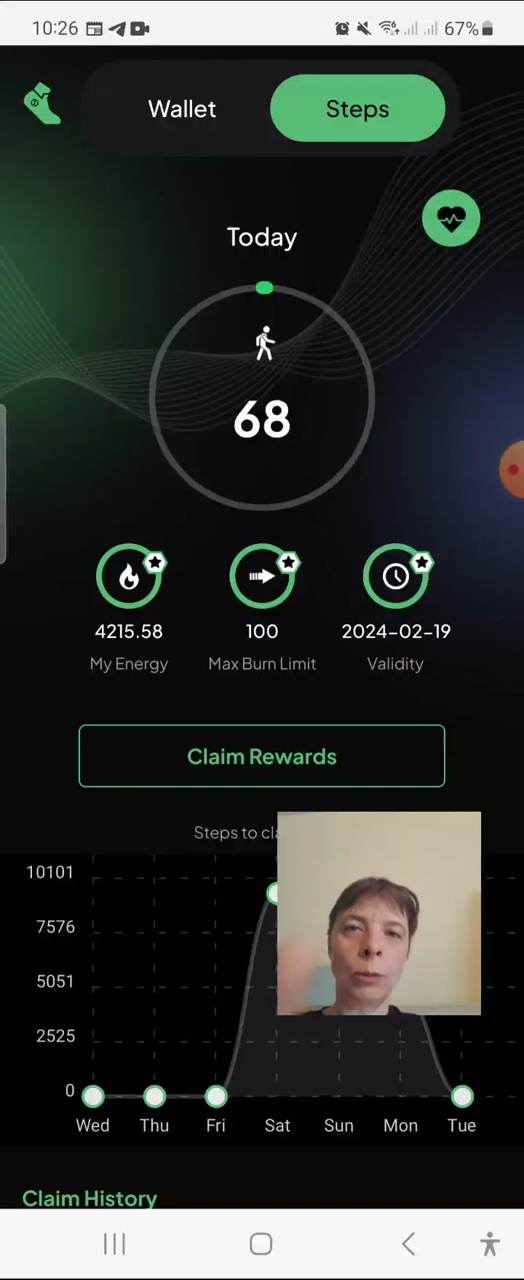 10:26 67%
Wallet Steps
Today
68
4215.58 100 2024-02-19
My Energy Max Burn Limit Validity
Claim Rewards
Steps to
10101
7576
5051
2525
0
Wed Thu Fri Sat Sun Mon Tue
Claim History